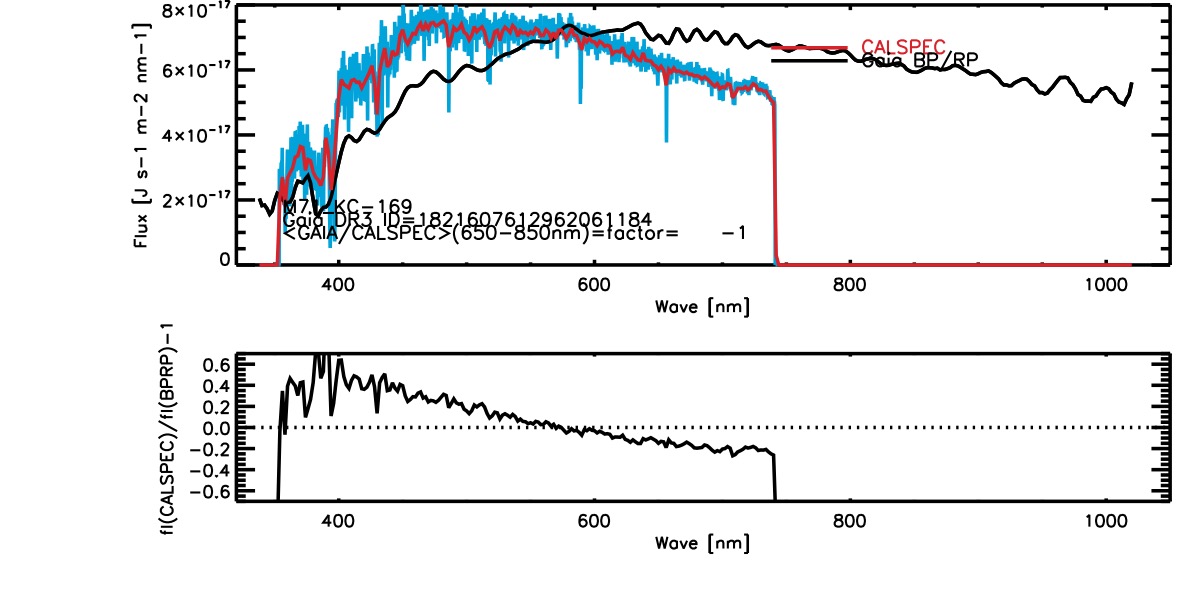 8×10−17
6×10−17
4×10−17
2×10−17
0
Flux [J s−1 m−2 nm−1]
CALSPEC
Gaia BP/RP
KC−169
Gaia DR3 ID=1821607612962061184
<GAIA/CALSPEC>(650−850nm)=factor= −1
400 600 800 1000
Wave [nm]
fl(CALSPEC)/fl(BPRP)−1
0.6
0.4
0.2
0.0
−0.2
−0.4
−0.6
400 600 800 1000
Wave [nm]